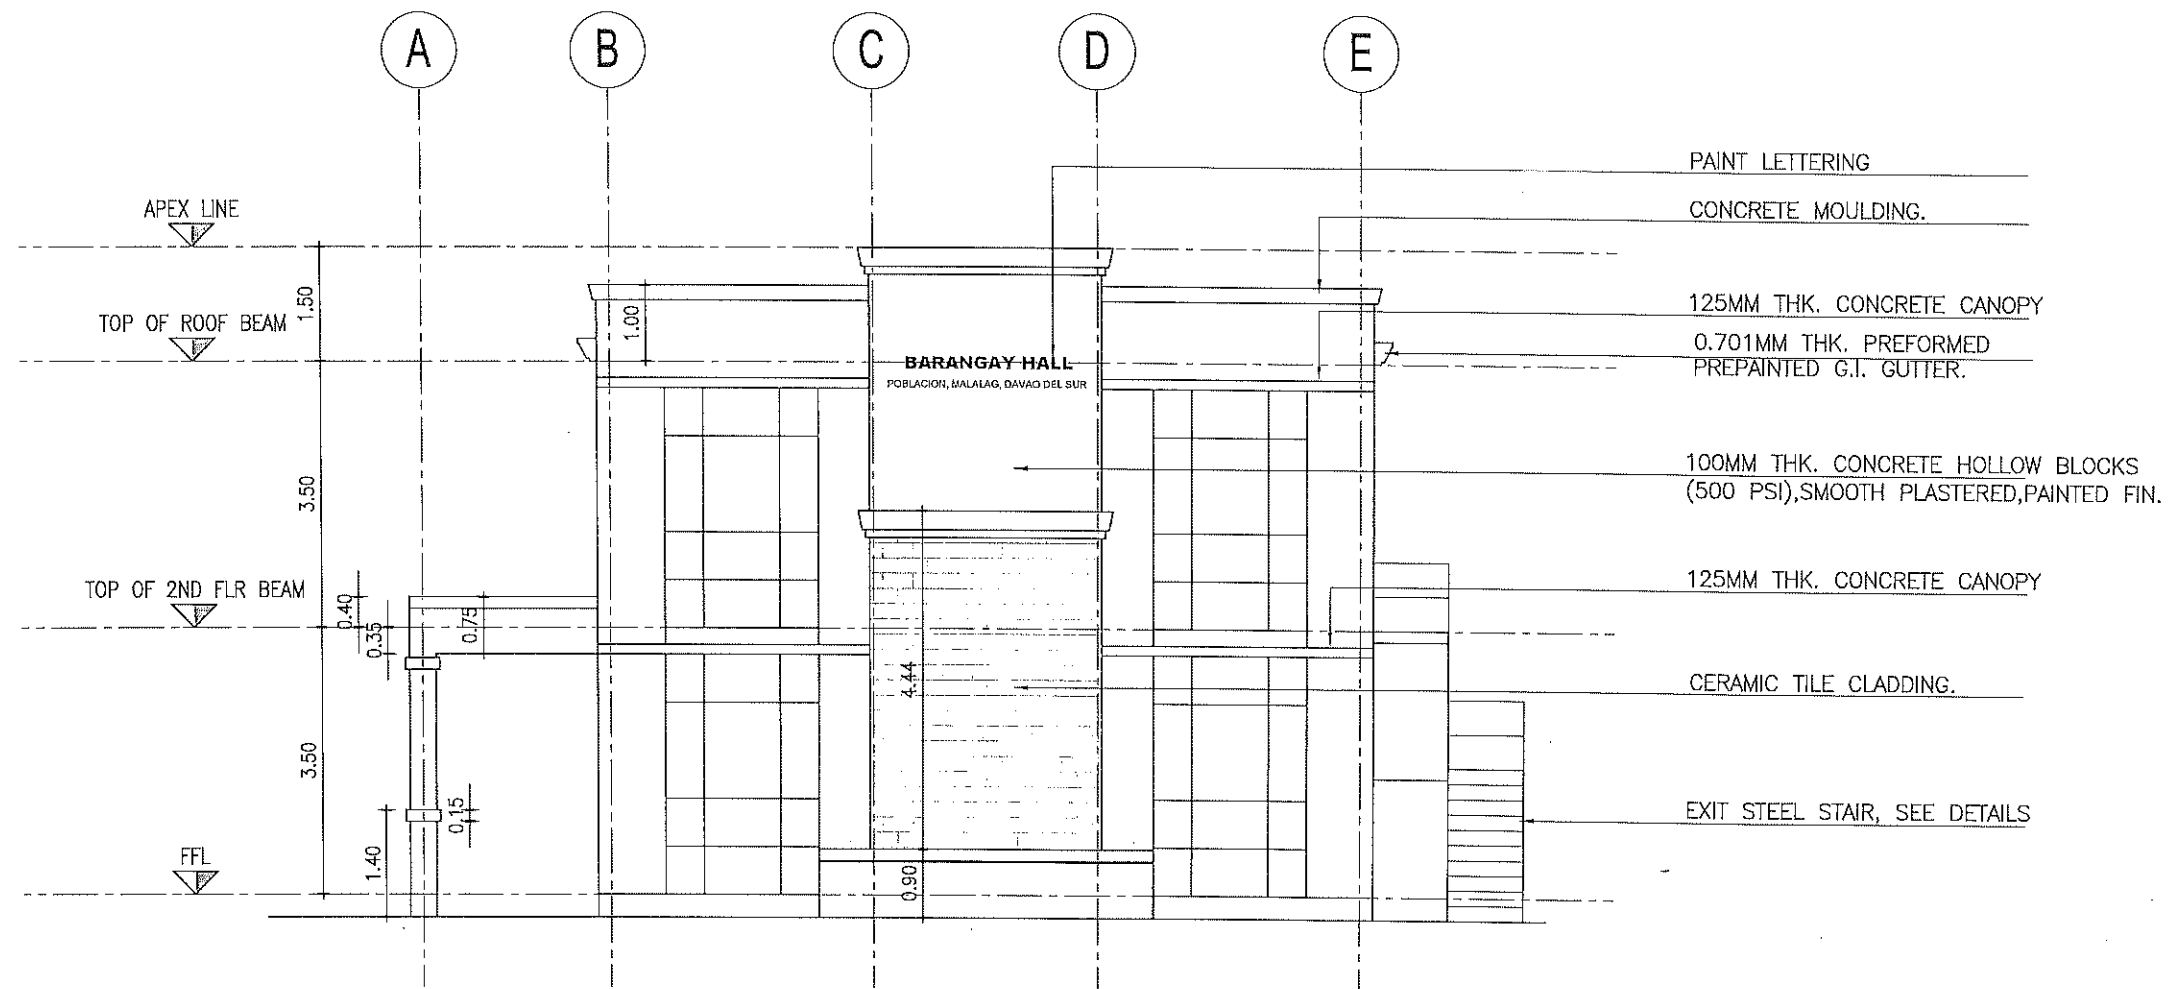 A
B
C
D
E
PAINT LETTERING
APEX LINE
CONCRETE MOULDING.
1.50
TOP OF ROOF BEAM
1.00
125MM THK. CONCRETE CANOPY
0.701MM THK. PREFORMED
PREPAINTED G.I. GUTTER.
BARANGAY HALL
POBLACION, MALALAG, DAVAO DEL SUR
3.50
100MM THK. CONCRETE HOLLOW BLOCKS
(500 PSI),SMOOTH PLASTERED,PAINTED FIN.
TOP OF 2ND FLR BEAM
0.40
0.35
0.75
125MM THK. CONCRETE CANOPY
4.44
CERAMIC TILE CLADDING.
3.50
0.15
EXIT STEEL STAIR, SEE DETAILS
FFL
1.40
0.90